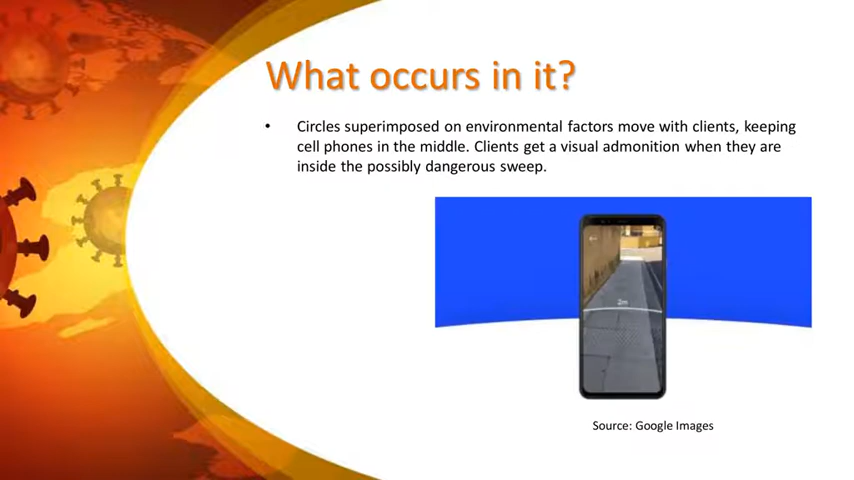 What occurs in it?
• Circles superimposed on environmental factors move with clients, keeping
cell phones in the middle. Clients get a visual admonition when they are
inside the possibly dangerous sweep.
2m
Source: Google Images